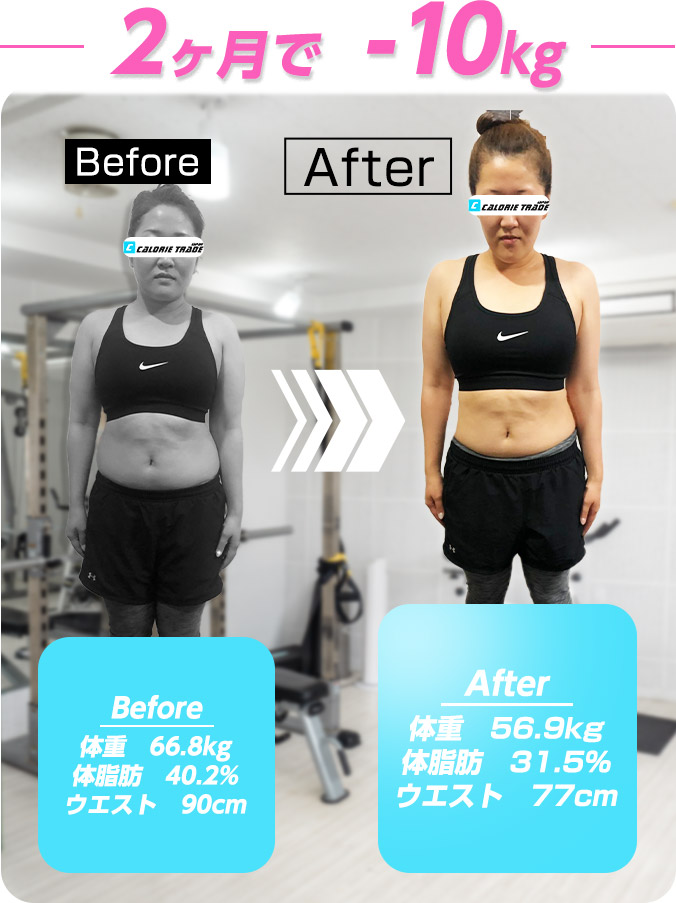 2ヶ月で -10kg
Before
After
CALORIE TRADE
CALORIE TRADE
Before
体重 66.8kg
体脂肪 40.2%
ウエスト 90cm
After
体重 56.9kg
体脂肪 31.5%
ウエスト 77cm